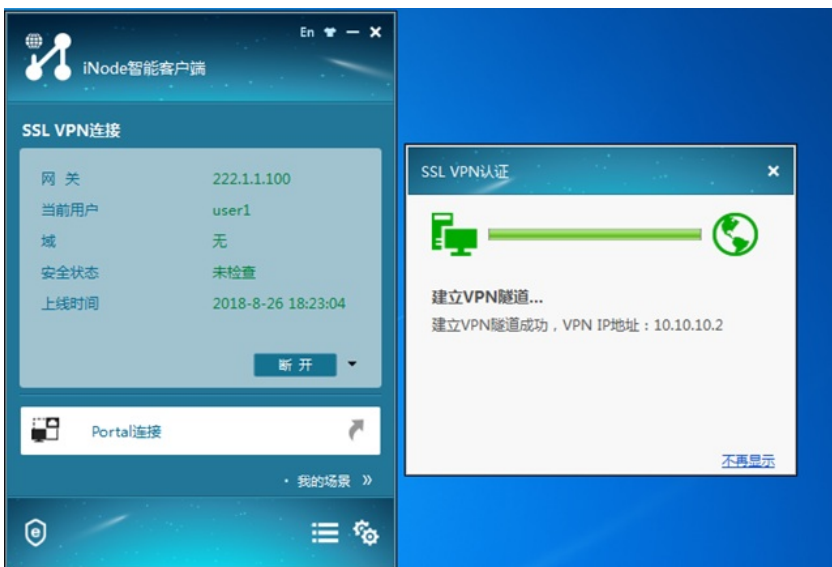 En
iNode智能客户端
SSL VPN连接
网 关 222.1.1.100
当前用户 user1
域 无
安全状态 未检查
上线时间 2018-8-26 18:23:04
断 开
Portal连接
· 我的场景 »
SSL VPN认证
建立VPN隧道...
建立VPN隧道成功，VPN IP地址：10.10.10.2
不再显示